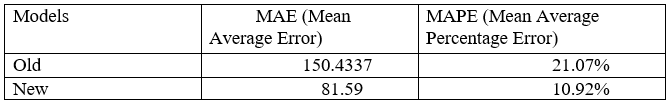 Models MAE (Mean MAPE (Mean Average
Average Error) Percentage Error)
Old 150.4337 21.07%
New 81.59 10.92%